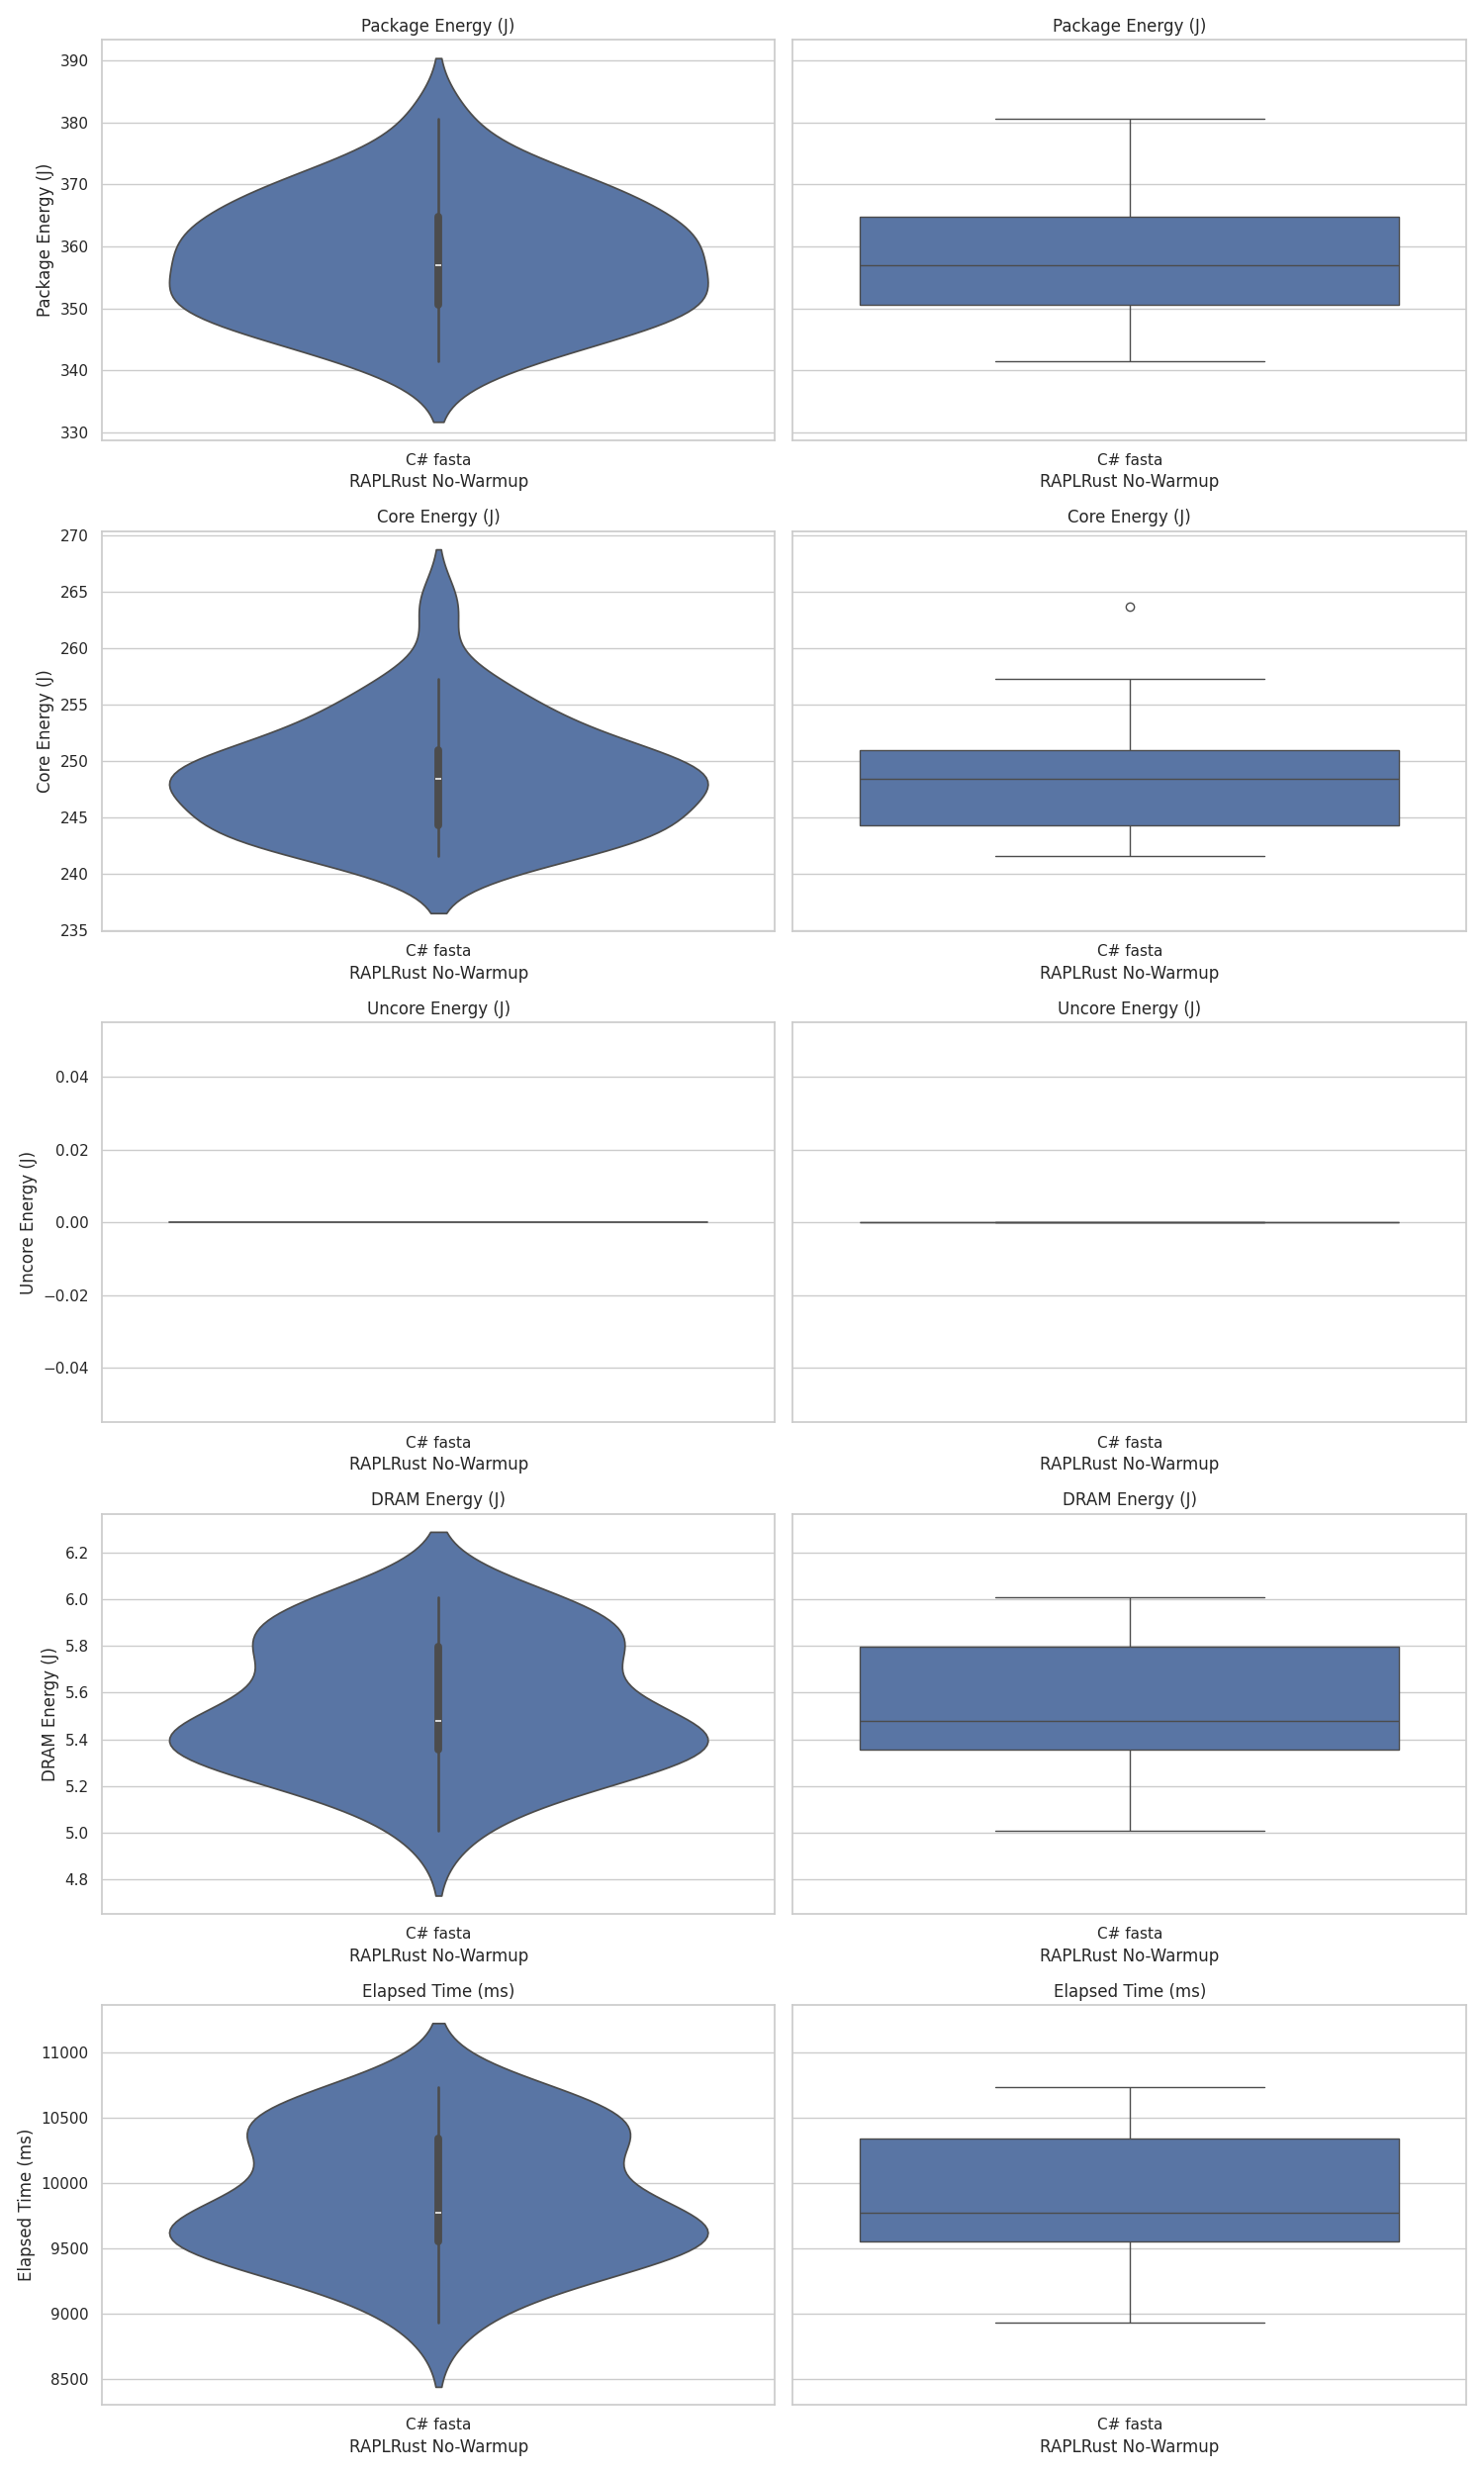 Package Energy (J)
Package Energy (J)
390
380
370
360
350
340
330
Package Energy (J)
C# fasta
RAPLRust No-Warmup
C# fasta
RAPLRust No-Warmup
Core Energy (J)
Core Energy (J)
270
265
260
255
250
245
240
235
Core Energy (J)
C# fasta
RAPLRust No-Warmup
C# fasta
RAPLRust No-Warmup
Uncore Energy (J)
Uncore Energy (J)
0.04
0.02
0.00
−0.02
−0.04
Uncore Energy (J)
C# fasta
RAPLRust No-Warmup
C# fasta
RAPLRust No-Warmup
DRAM Energy (J)
DRAM Energy (J)
6.2
6.0
5.8
5.6
5.4
5.2
5.0
4.8
DRAM Energy (J)
C# fasta
RAPLRust No-Warmup
C# fasta
RAPLRust No-Warmup
Elapsed Time (ms)
Elapsed Time (ms)
11000
10500
10000
9500
9000
8500
Elapsed Time (ms)
C# fasta
RAPLRust No-Warmup
C# fasta
RAPLRust No-Warmup